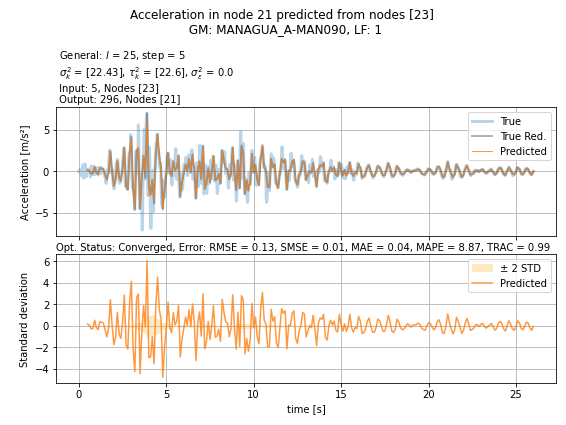 Acceleration in node 21 predicted from nodes [23]
GM: MANAGUA_A-MAN090, LF: 1
General: l = 25, step = 5
σ²_k = [22.43], τ²_k = [22.6], σ²_ε = 0.0
Input: 5, Nodes [23]
Output: 296, Nodes [21]
Acceleration [m/s²]
5
0
−5
True
True Red.
Predicted
Opt. Status: Converged, Error: RMSE = 0.13, SMSE = 0.01, MAE = 0.04, MAPE = 8.87, TRAC = 0.99
Standard deviation
6
4
2
0
−2
−4
± 2 STD
Predicted
0 5 10 15 20 25
time [s]